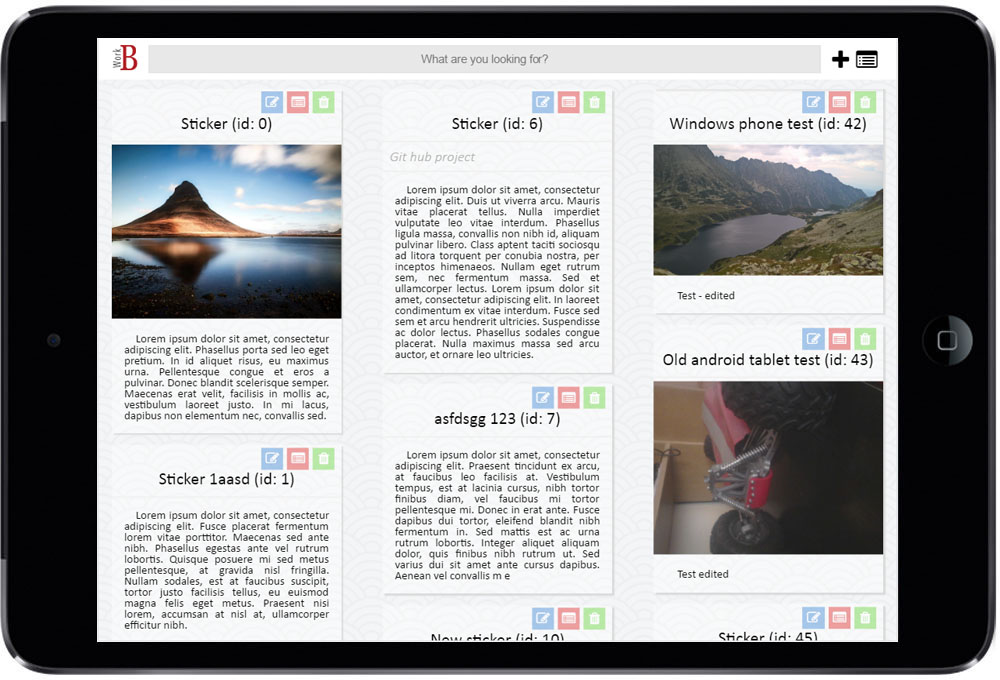 Work B
What are you looking for?
Sticker (id: 0)
Lorem ipsum dolor sit amet, consectetur
adipiscing elit. Phasellus porta sed leo eget
pretium. In id aliquet risus, eu maximus
urna. Pellentesque congue et eros a
pulvinar. Donec blandit scelerisque semper.
Maecenas erat velit, facilisis in mollis ac,
vestibulum laoreet justo. In mi lacus,
dapibus non elementum nec, convallis sed.
Sticker 1aasd (id: 1)
Lorem ipsum dolor sit amet, consectetur
adipiscing elit. Fusce placerat fermentum
lorem vitae porttitor. Maecenas sed ante
nibh. Phasellus egestas ante vel rutrum
lobortis. Quisque posuere mi sed metus
pellentesque, at gravida nisl fringilla.
Nullam sodales, est at faucibus suscipit,
tortor justo facilisis tellus, eu euismod
magna felis eget metus. Praesent nisi
lorem, accumsan at nisl at, ullamcorper
efficitur nibh.
Sticker (id: 6)
Git hub project
Lorem ipsum dolor sit amet, consectetur
adipiscing elit. Duis ut viverra arcu. Mauris
vitae placerat tellus. Nulla imperdiet
vulputate leo vitae interdum. Phasellus
ligula massa, convallis non nibh id, aliquam
pulvinar libero. Class aptent taciti sociosqu
ad litora torquent per conubia nostra, per
inceptos himenaeos. Nullam eget rutrum
sem, nec fermentum massa. Sed et
ullamcorper lectus. Lorem ipsum dolor sit
amet, consectetur adipiscing elit. In laoreet
condimentum ex vitae interdum. Fusce sed
sem et arcu hendrerit ultricies. Suspendisse
ac dolor lectus. Phasellus sodales congue
placerat. Nulla maximus massa sed arcu
auctor, et ornare leo ultricies.
asfdsgg 123 (id: 7)
Lorem ipsum dolor sit amet, consectetur
adipiscing elit. Praesent tincidunt ex arcu,
at faucibus leo facilisis at. Vestibulum
tempus, est at lacinia cursus, nibh tortor
finibus diam, vel faucibus mi tortor
pellentesque mi. Donec in erat ante. Fusce
dapibus dui tortor, eleifend blandit nibh
fermentum in. Sed mattis est ac urna
rutrum lobortis. Integer aliquet aliquam
dolor, quis finibus nibh rutrum ut. Sed
varius dui sit amet ante cursus dapibus.
Aenean vel convallis m e
New sticker (id: 10)
Windows phone test (id: 42)
Test - edited
Old android tablet test (id: 43)
Test edited
Sticker (id: 45)